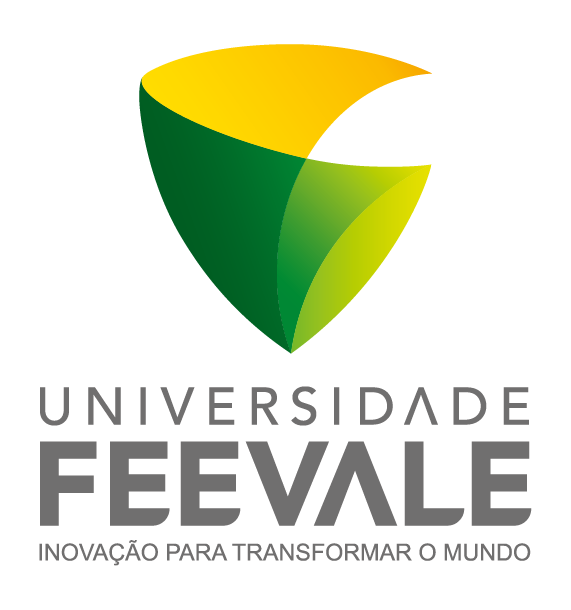 UNIVERSIDADE
FEEVALE
INOVAÇÃO PARA TRANSFORMAR O MUNDO